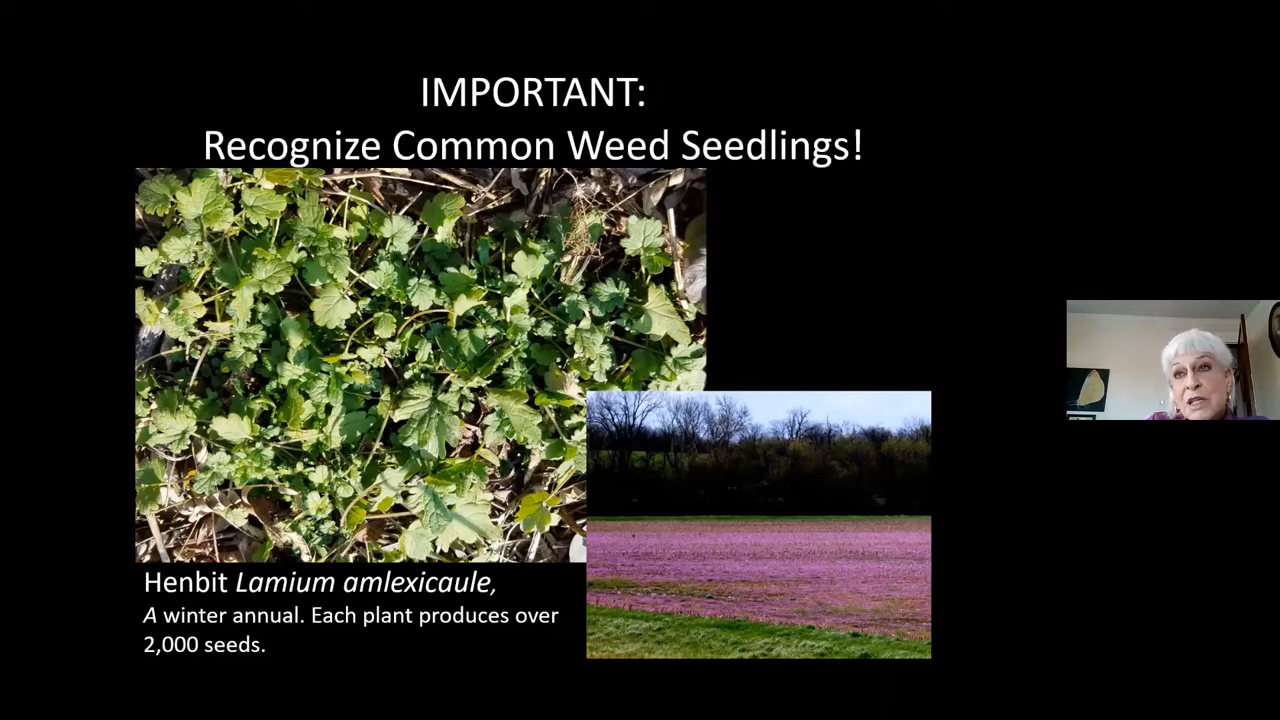 IMPORTANT:
Recognize Common Weed Seedlings!
Henbit Lamium amlexicaule,
A winter annual. Each plant produces over
2,000 seeds.